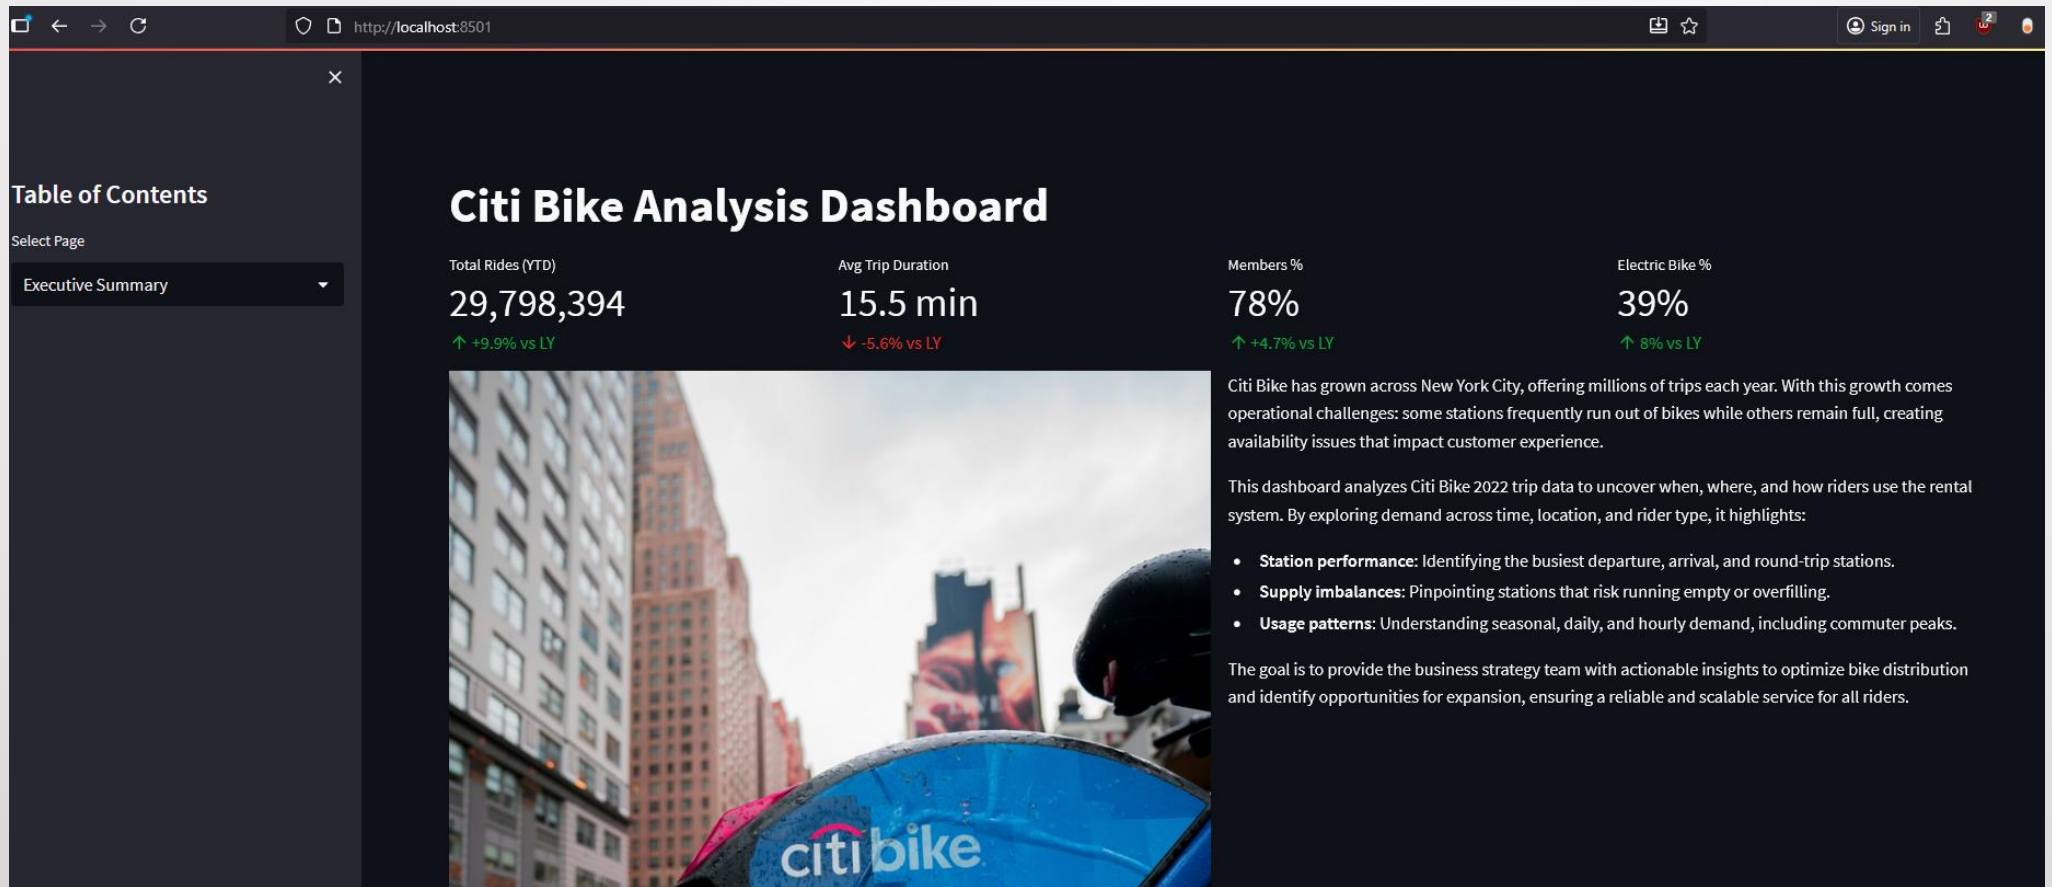 http://localhost:8501
Sign in
2
Table of Contents
Select Page
Executive Summary
Citi Bike Analysis Dashboard
Total Rides (YTD)
29,798,394
↑ +9.9% vs LY
Avg Trip Duration
15.5 min
↓ -5.6% vs LY
Members %
78%
↑ +4.7% vs LY
Electric Bike %
39%
↑ 8% vs LY
citibike
Citi Bike has grown across New York City, offering millions of trips each year. With this growth comes
operational challenges: some stations frequently run out of bikes while others remain full, creating
availability issues that impact customer experience.
This dashboard analyzes Citi Bike 2022 trip data to uncover when, where, and how riders use the rental
system. By exploring demand across time, location, and rider type, it highlights:
• Station performance: Identifying the busiest departure, arrival, and round-trip stations.
• Supply imbalances: Pinpointing stations that risk running empty or overfilling.
• Usage patterns: Understanding seasonal, daily, and hourly demand, including commuter peaks.
The goal is to provide the business strategy team with actionable insights to optimize bike distribution
and identify opportunities for expansion, ensuring a reliable and scalable service for all riders.